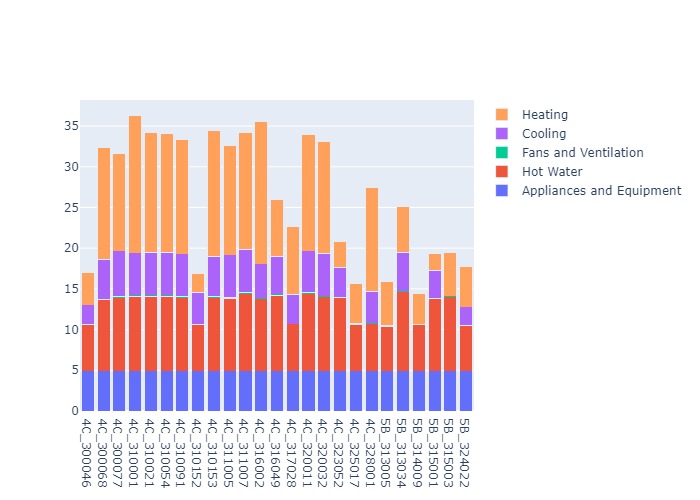 Heating
Cooling
Fans and Ventilation
Hot Water
Appliances and Equipment
35
30
25
20
15
10
5
0
4C_300046
4C_300068
4C_300077
4C_310001
4C_310021
4C_310054
4C_310091
4C_310152
4C_310153
4C_311005
4C_311007
4C_316002
4C_316049
4C_317028
4C_320011
4C_320032
4C_323052
4C_325017
4C_328001
5B_313005
5B_313034
5B_314009
5B_315001
5B_315003
5B_324022